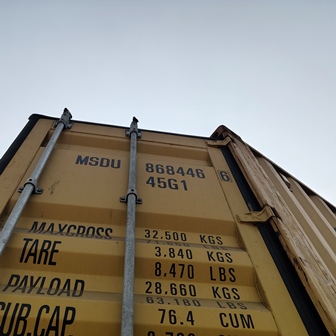 MSDU 868446 6
45G1
MAXGROSS 32.500 KGS
TARE 3.840 KGS
8.470 LBS
PAYLOAD 28.660 KGS
63.180 LBS
CUB.CAP. 76.4 CUM